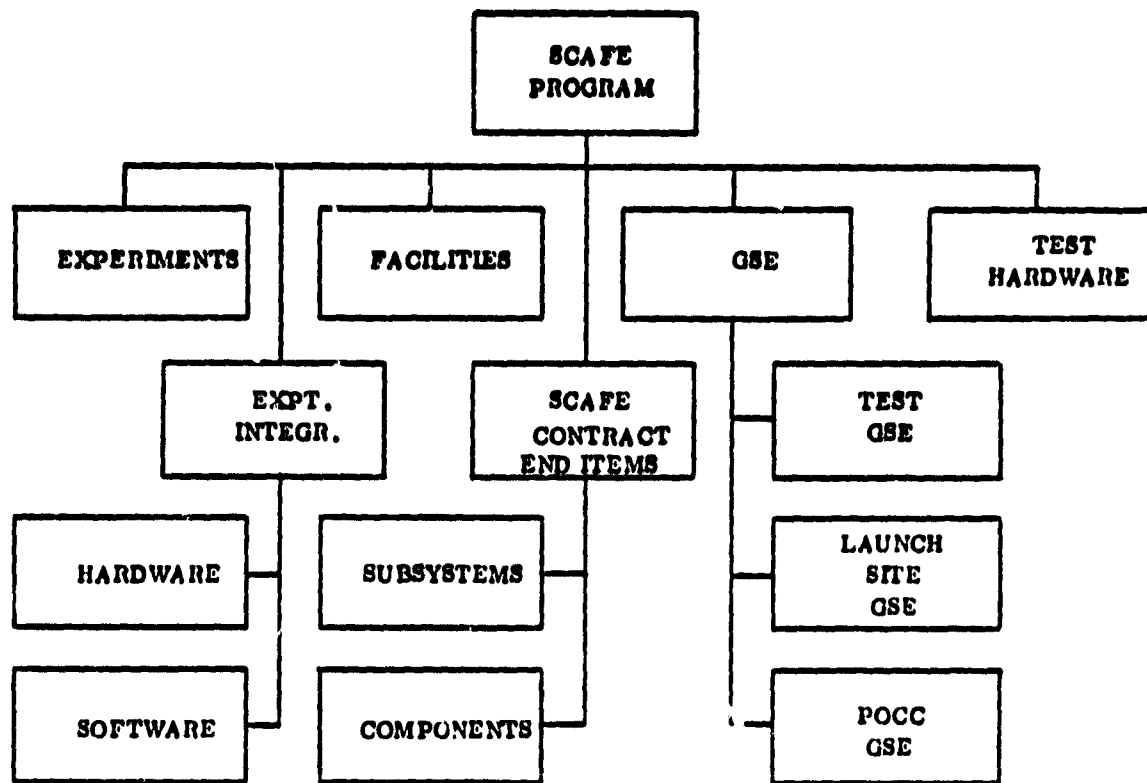 SCAFE
PROGRAM
EXPERIMENTS
FACILITIES
GSE
TEST
HARDWARE
EXPT.
INTEGR.
SCAFE
CONTRACT
END ITEMS
TEST
GSE
HARDWARE
SUBSYSTEMS
LAUNCH
SITE
GSE
SOFTWARE
COMPONENTS
POCC
GSE